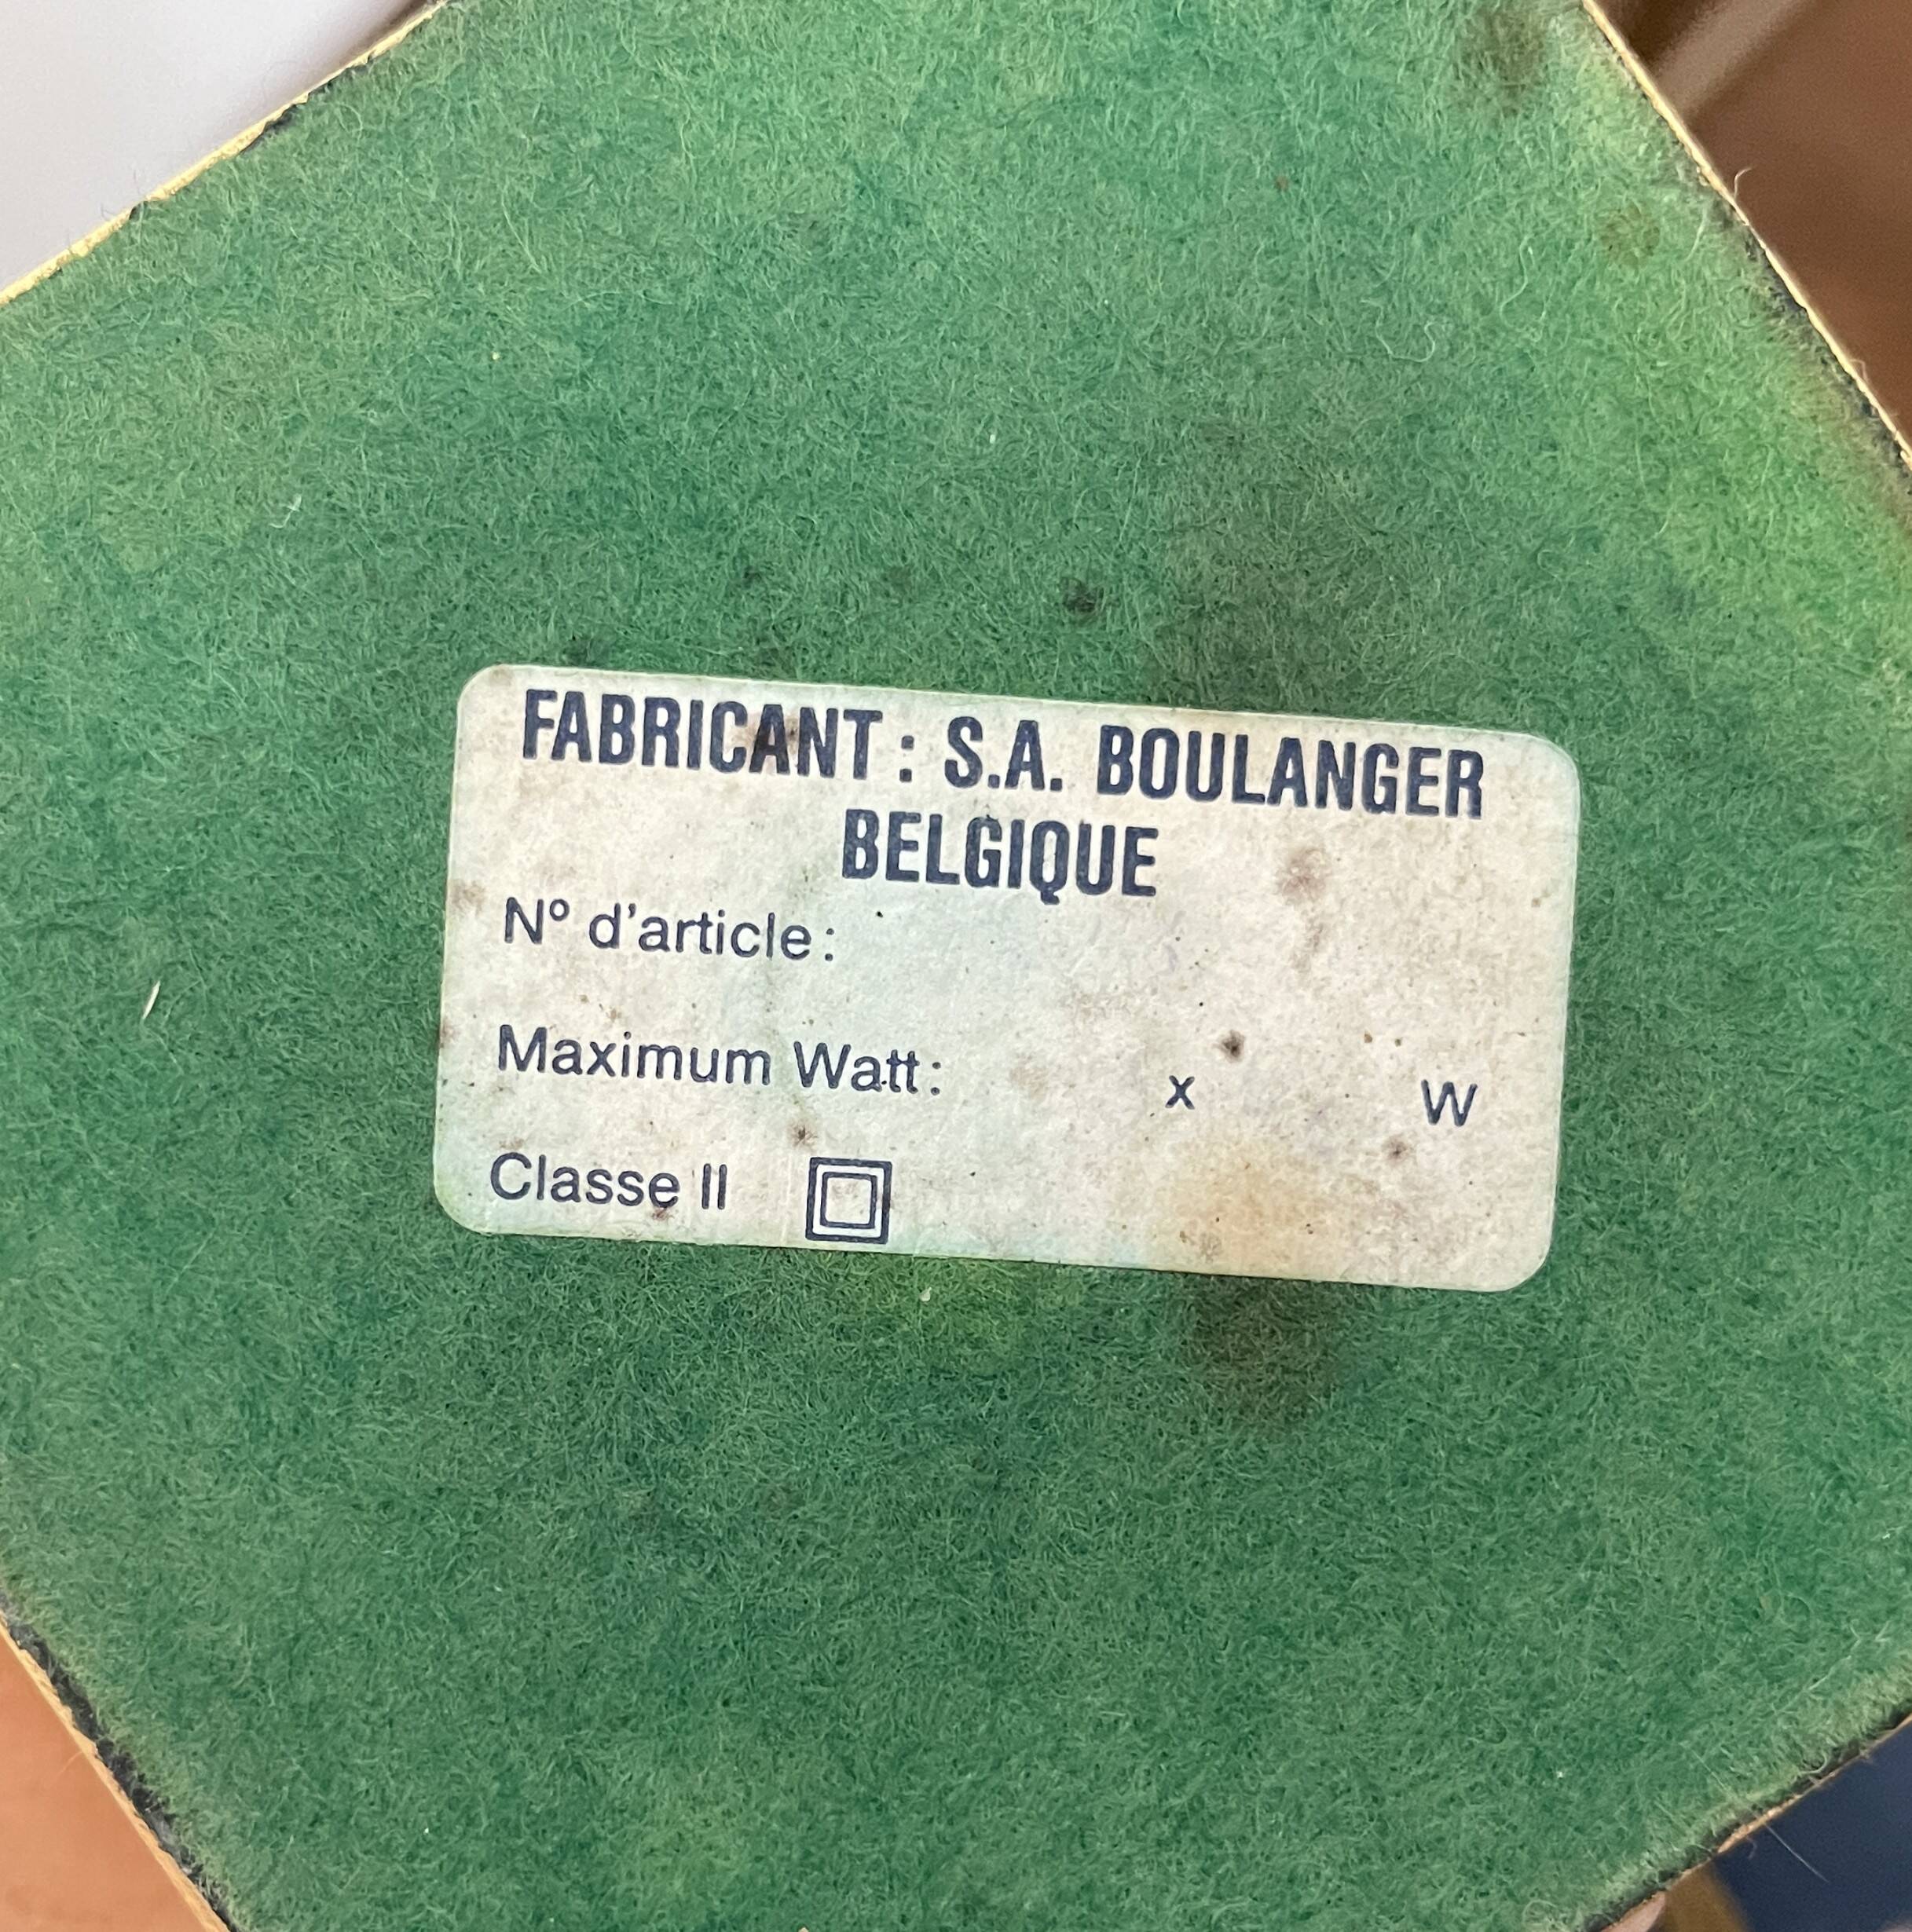 FABRICANT : S.A. BOULANGER
BELGIQUE
N° d'article :
Maximum Watt : x W
Classe II